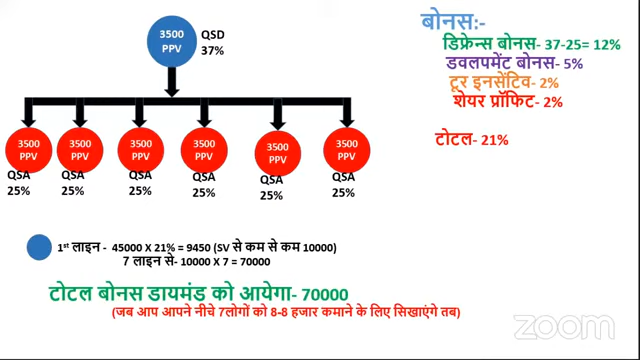 3500
PPV
QSD
37%
बोनस:-
डिफ्रेन्स बोनस- 37-25= 12%
डवलपमेंट बोनस- 5%
टूर इनसेंटिव- 2%
शेयर प्रॉफिट- 2%
टोटल- 21%
3500
PPV
3500
PPV
3500
PPV
3500
PPV
3500
PPV
3500
PPV
QSA
25%
QSA
25%
QSA
25%
QSA
25%
QSA
25%
QSA
25%
1st लाइन - 45000 X 21% = 9450 (SV से कम से कम 10000)
7 लाइन से- 10000 X 7 = 70000
टोटल बोनस डायमंड को आयेगा- 70000
(जब आप आपने नीचे 7लोगों को 8-8 हजार कमाने के लिए सिखाएंगे तब)
zoom